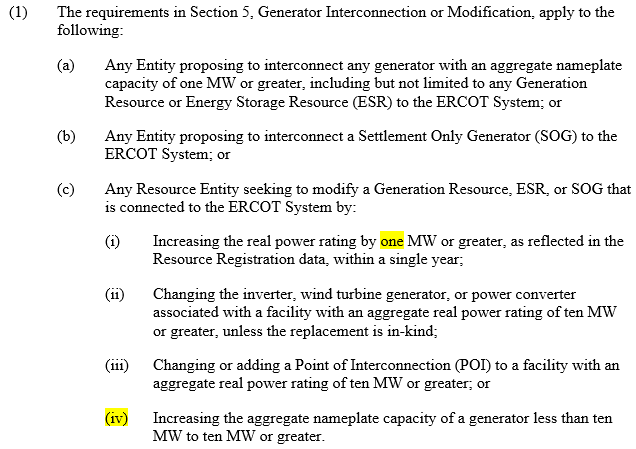 (1) The requirements in Section 5, Generator Interconnection or Modification, apply to the
following:
(a) Any Entity proposing to interconnect any generator with an aggregate nameplate
capacity of one MW or greater, including but not limited to any Generation
Resource or Energy Storage Resource (ESR) to the ERCOT System; or
(b) Any Entity proposing to interconnect a Settlement Only Generator (SOG) to the
ERCOT System; or
(c) Any Resource Entity seeking to modify a Generation Resource, ESR, or SOG that
is connected to the ERCOT System by:
(i) Increasing the real power rating by one MW or greater, as reflected in the
Resource Registration data, within a single year;
(ii) Changing the inverter, wind turbine generator, or power converter
associated with a facility with an aggregate real power rating of ten MW
or greater, unless the replacement is in-kind;
(iii) Changing or adding a Point of Interconnection (POI) to a facility with an
aggregate real power rating of ten MW or greater; or
(iv) Increasing the aggregate nameplate capacity of a generator less than ten
MW to ten MW or greater.